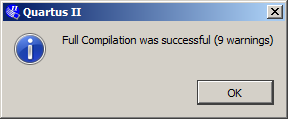 Quartus II
Full Compilation was successful (9 warnings)
OK